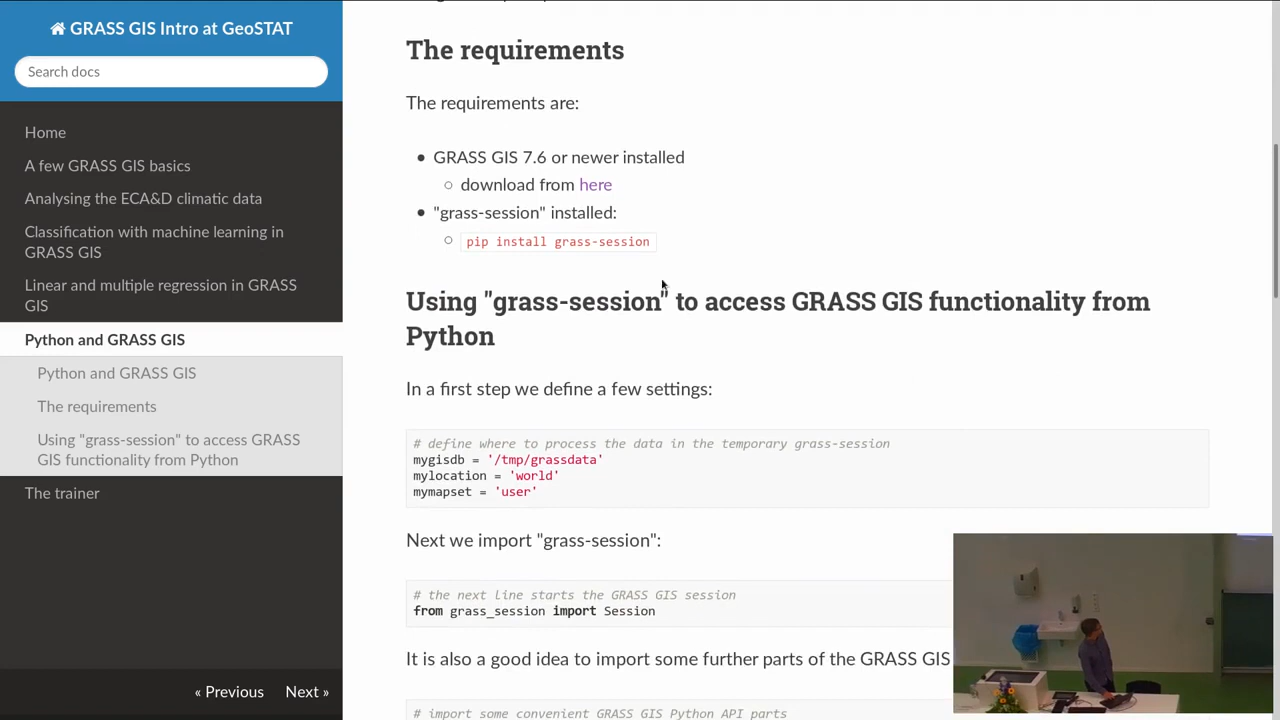 GRASS GIS Intro at GeoSTAT
Search docs
Home
A few GRASS GIS basics
Analysing the ECA&D climatic data
Classification with machine learning in
GRASS GIS
Linear and multiple regression in GRASS
GIS
Python and GRASS GIS
Python and GRASS GIS
The requirements
Using "grass-session" to access GRASS
GIS functionality from Python
The trainer
« Previous
Next »
The requirements
The requirements are:
GRASS GIS 7.6 or newer installed
download from here
"grass-session" installed:
pip install grass-session
Using "grass-session" to access GRASS GIS functionality from
Python
In a first step we define a few settings:
# define where to process the data in the temporary grass-session
mygisdb = '/tmp/grassdata'
mylocation = 'world'
mymapset = 'user'
Next we import "grass-session":
# the next line starts the GRASS GIS session
from grass_session import Session
It is also a good idea to import some further parts of the GRASS GIS
# import some convenient GRASS GIS Python API parts